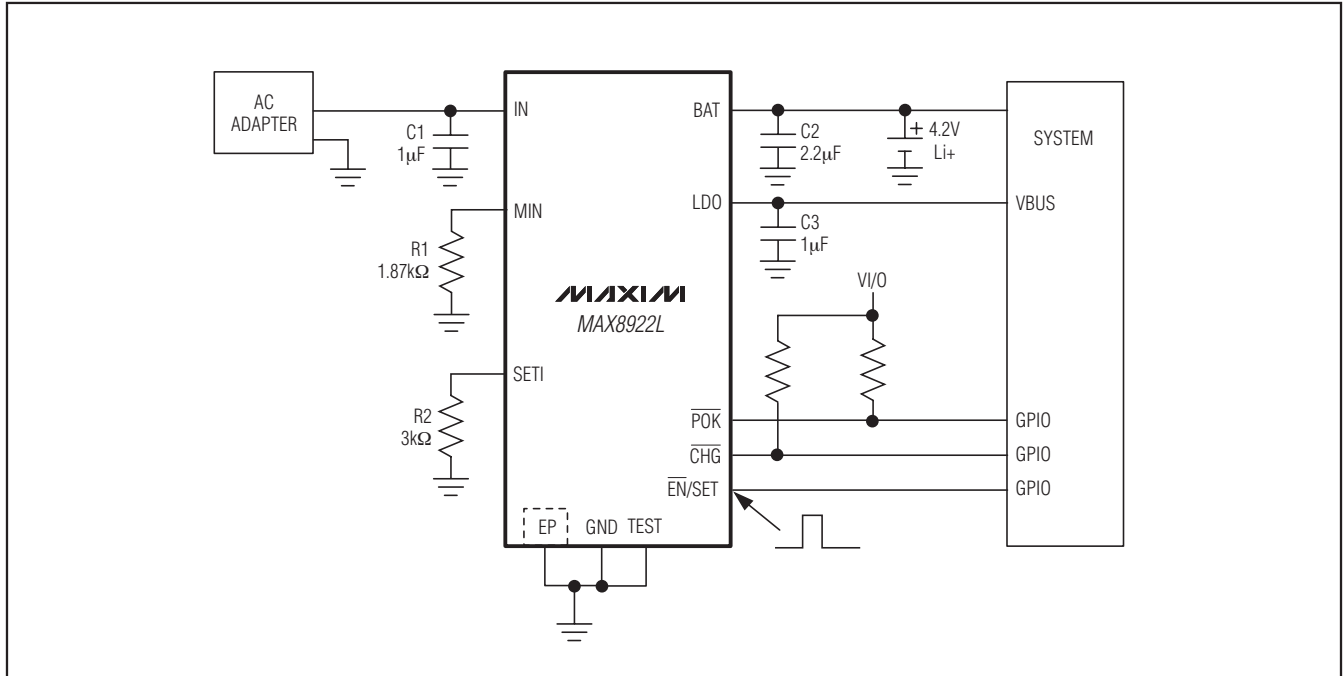 AC
ADAPTER
C1
1µF
IN
MIN
R1
1.87kΩ
SETI
R2
3kΩ
MAXIM
MAX8922L
EP
GND
TEST
BAT
LDO
POK
CHG
EN/SET
C2
2.2µF
+ 4.2V
Li+
C3
1µF
VI/O
SYSTEM
VBUS
GPIO
GPIO
GPIO